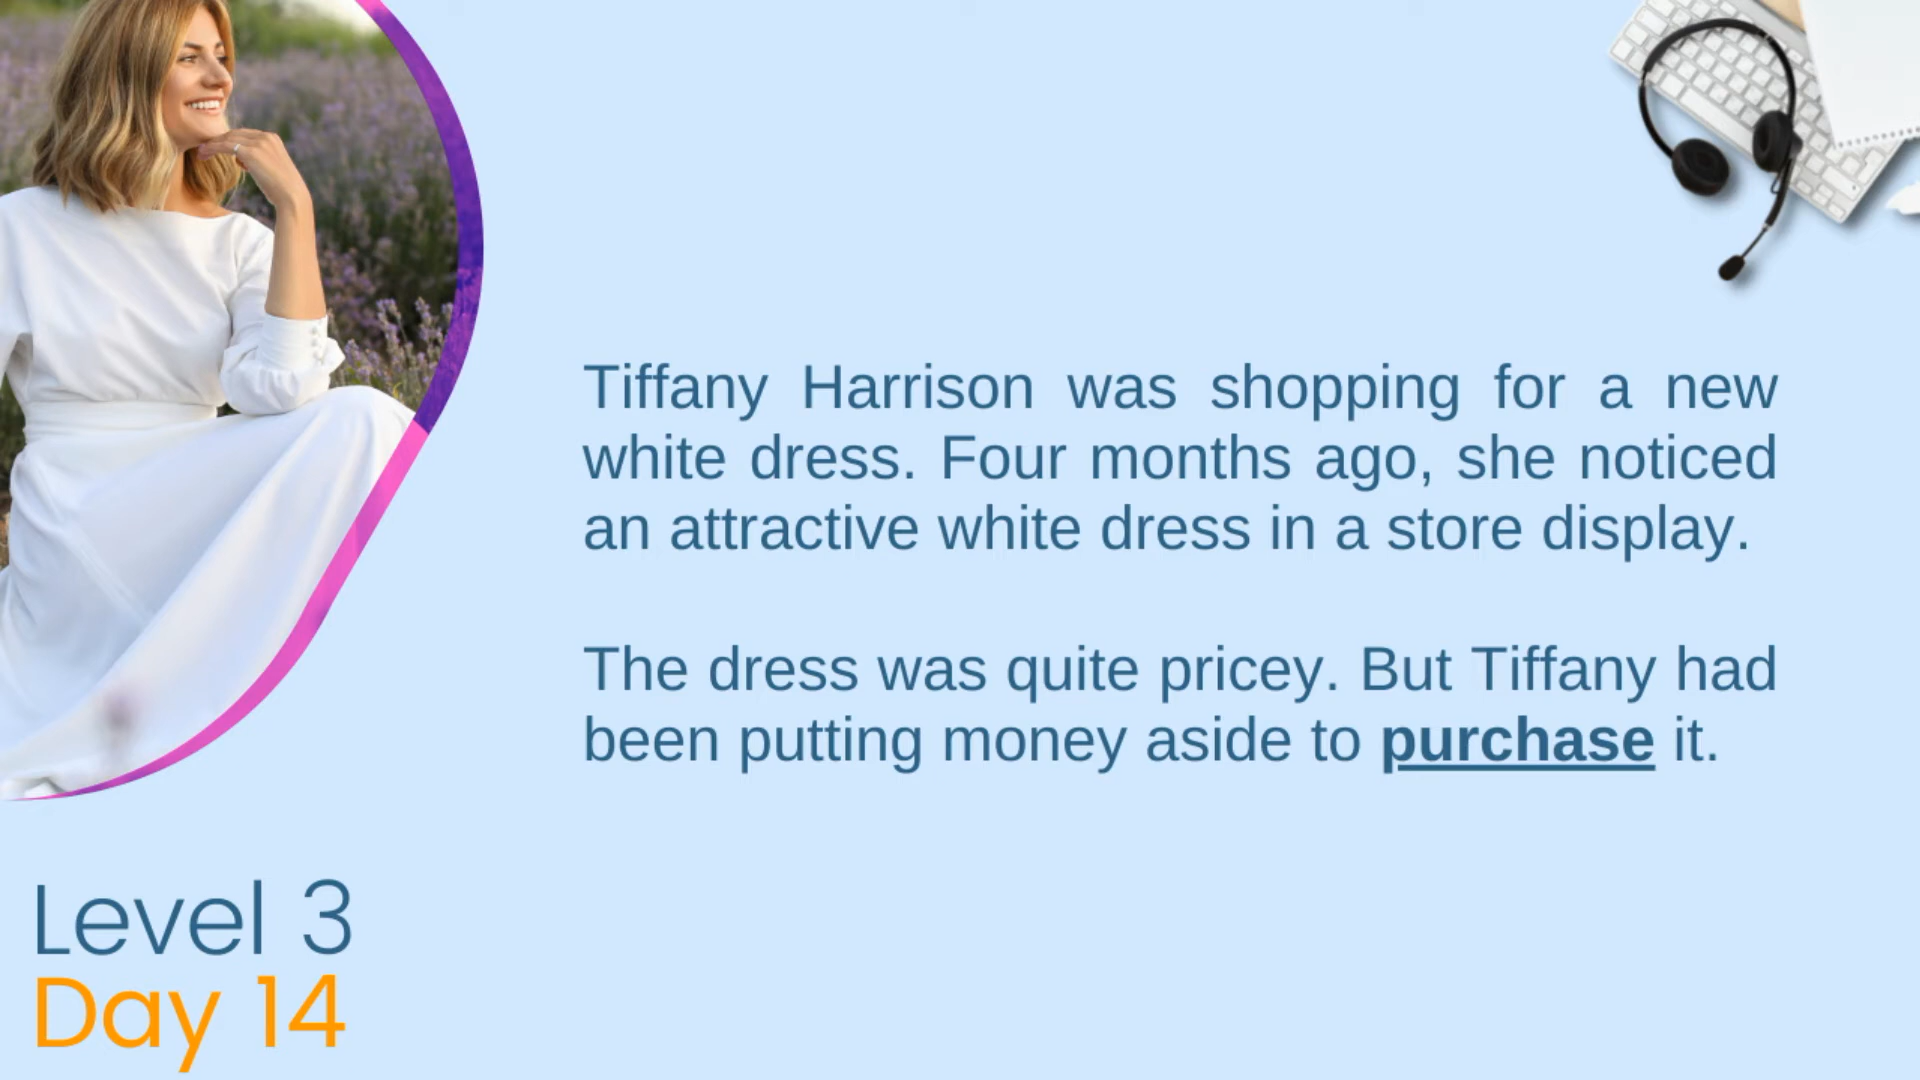 Tiffany Harrison was shopping for a new
white dress. Four months ago, she noticed
an attractive white dress in a store display.
The dress was quite pricey. But Tiffany had
been putting money aside to purchase it.
Level 3
Day 14